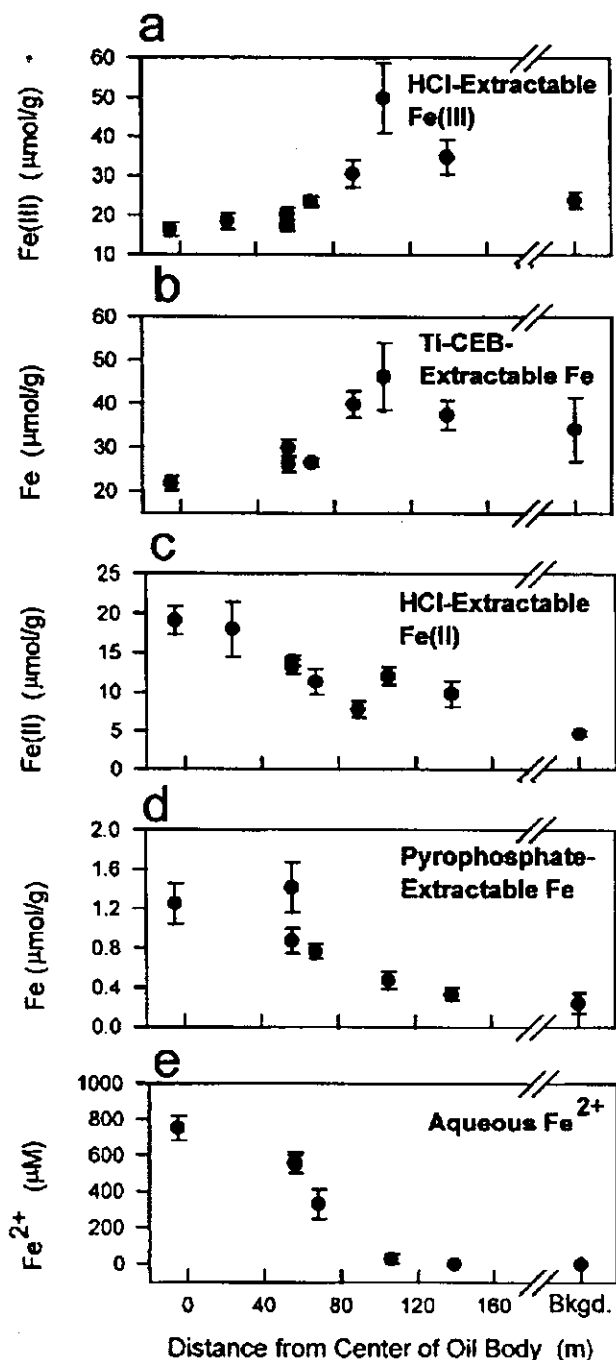 a
60
HCl-Extractable
Fe(III)
50
40
30
20
10
Fe(III) (μmol/g)
b
60
Ti-CEB-
Extractable Fe
50
40
30
20
Fe (μmol/g)
c
25
HCl-Extractable
Fe(II)
20
15
10
5
0
Fe(II) (μmol/g)
d
2.0
Pyrophosphate-
Extractable Fe
1.6
1.2
0.8
0.4
0.0
Fe (μmol/g)
e
1000
Aqueous Fe2+
800
600
400
200
0
Fe2+ (μM)
0 40 80 120 160 Bkgd.
Distance from Center of Oil Body (m)